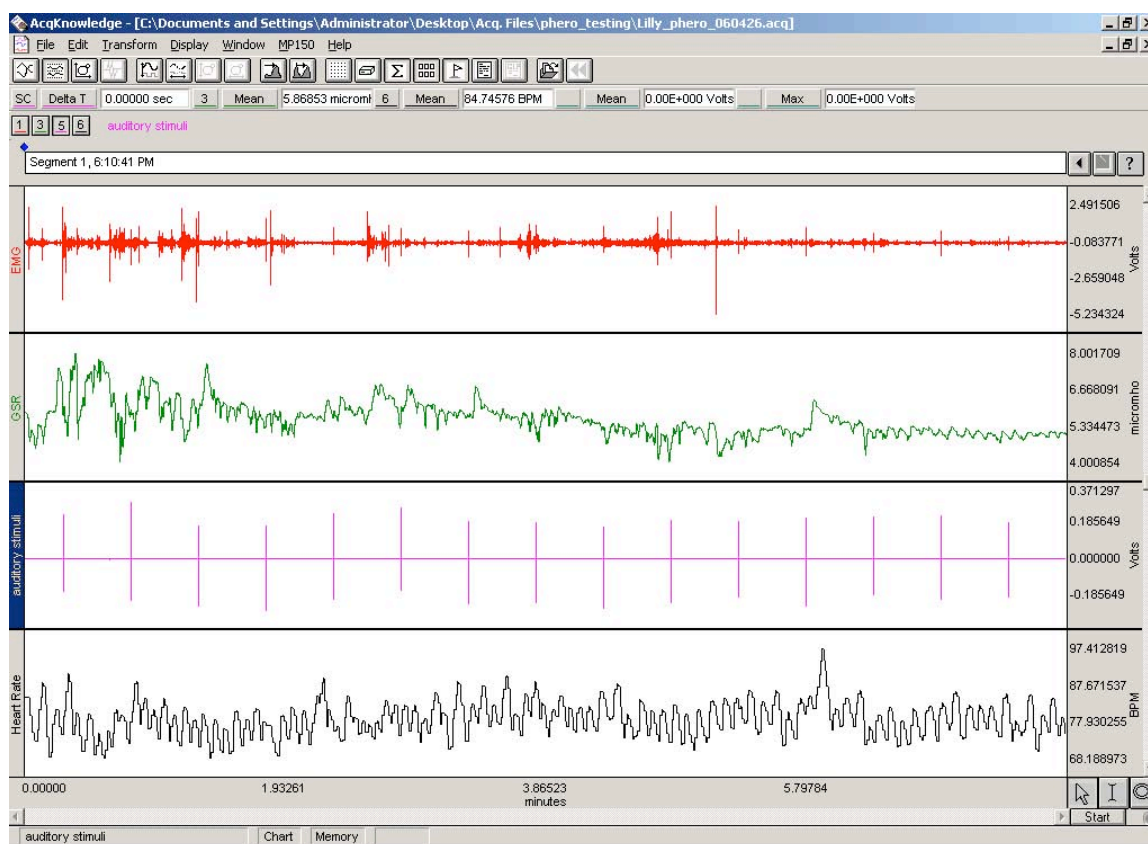 AcqKnowledge - [C:\Documents and Settings\Administrator\Desktop\Acq. Files\phero_testing\Lilly_phero_060426.acq]
File Edit Transform Display Window MP150 Help
SC Delta T 0.00000 sec 3 Mean 5.86853 micromh 6 Mean 84.74576 BPM Mean 0.00E+000 Volts Max 0.00E+000 Volts
1 3 5 6 auditory stimuli
Segment 1, 6:10:41 PM
?
EMG
2.491506
-0.083771
-2.659048
-5.234324
Volts
GSR
8.001709
6.668091
5.334473
4.000854
micromho
auditory stimuli
0.371297
0.185649
0.000000
-0.185649
Volts
Heart Rate
97.412819
87.671537
77.930255
68.188973
BPM
0.00000 1.93261 3.86523 5.79784
minutes
Start
auditory stimuli Chart Memory